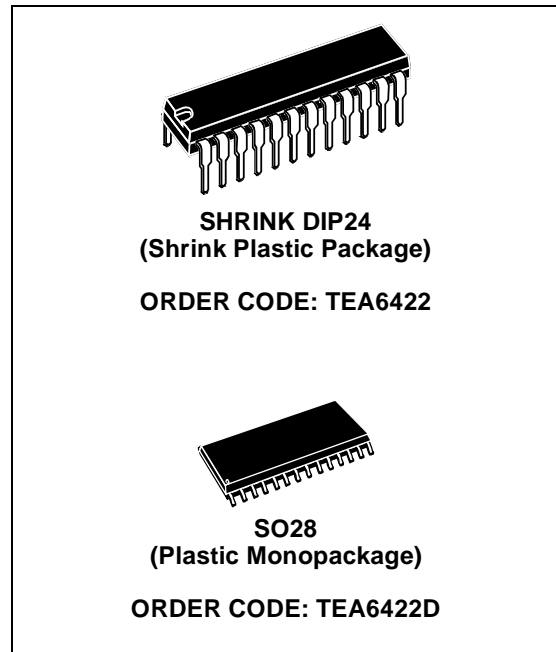 SHRINK DIP24
(Shrink Plastic Package)
ORDER CODE: TEA6422
SO28
(Plastic Monopackage)
ORDER CODE: TEA6422D